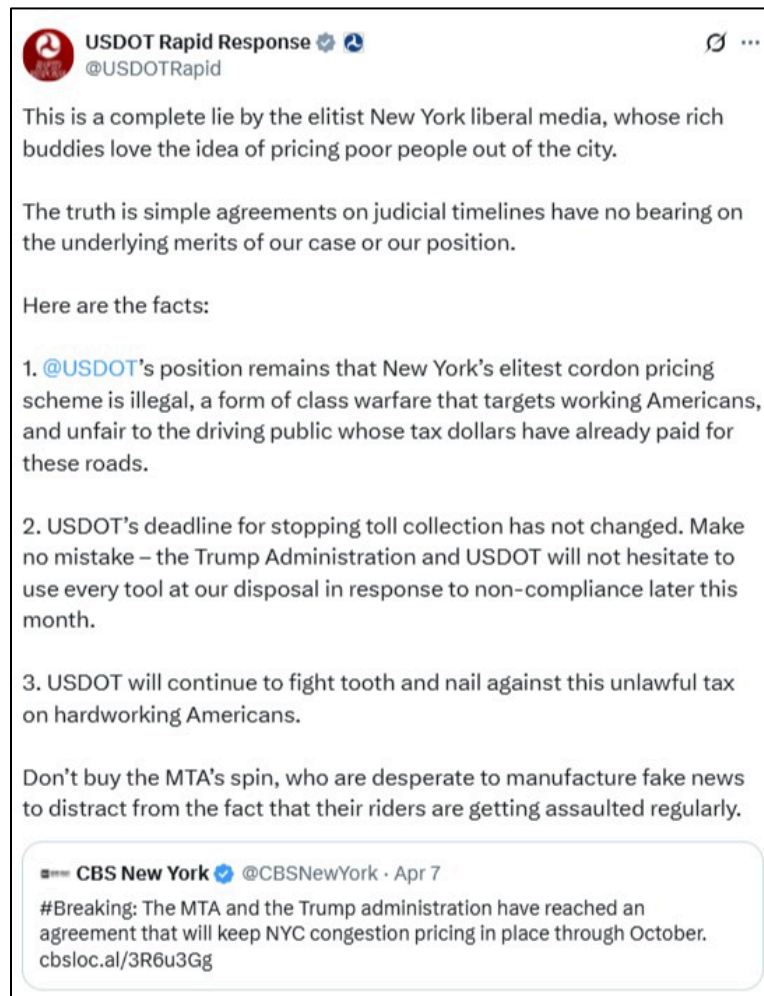 USDOT Rapid Response
@USDOTRapid
This is a complete lie by the elitist New York liberal media, whose rich
buddies love the idea of pricing poor people out of the city.
The truth is simple agreements on judicial timelines have no bearing on
the underlying merits of our case or our position.
Here are the facts:
1. @USDOT’s position remains that New York’s elitest cordon pricing
scheme is illegal, a form of class warfare that targets working Americans,
and unfair to the driving public whose tax dollars have already paid for
these roads.
2. USDOT’s deadline for stopping toll collection has not changed. Make
no mistake – the Trump Administration and USDOT will not hesitate to
use every tool at our disposal in response to non-compliance later this
month.
3. USDOT will continue to fight tooth and nail against this unlawful tax
on hardworking Americans.
Don’t buy the MTA’s spin, who are desperate to manufacture fake news
to distract from the fact that their riders are getting assaulted regularly.
CBS New York @CBSNewYork · Apr 7
#Breaking: The MTA and the Trump administration have reached an
agreement that will keep NYC congestion pricing in place through October.
cbsloc.al/3R6u3Gg